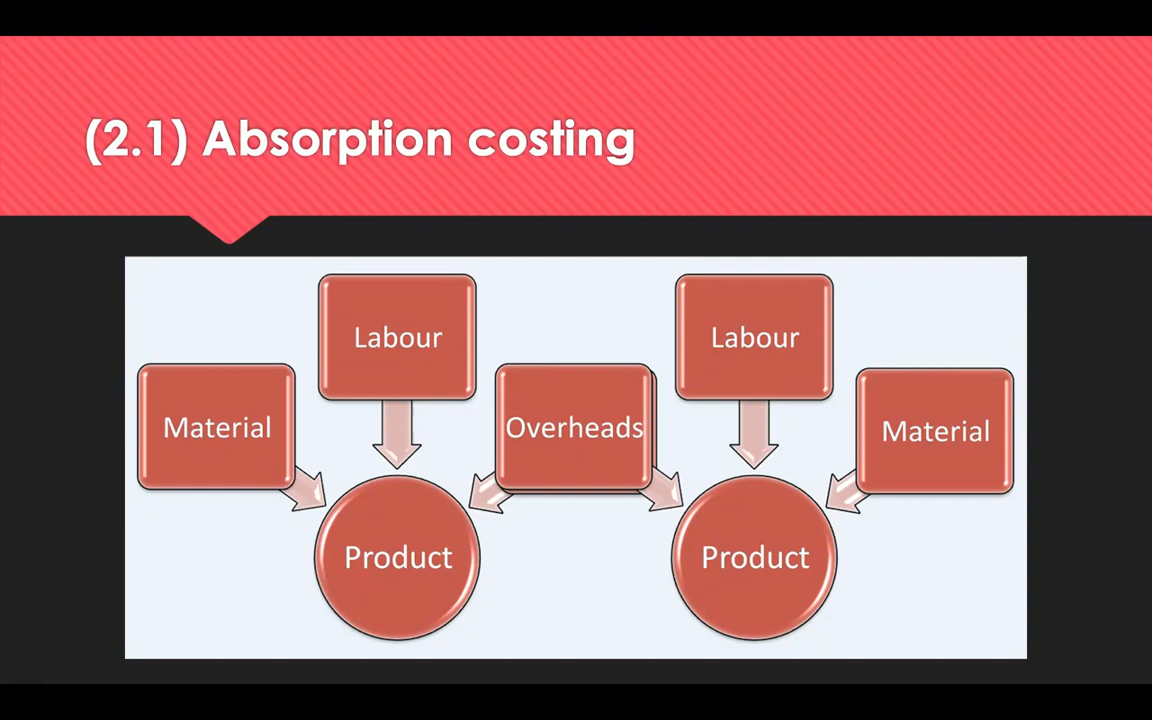 (2.1) Absorption costing
Labour
Labour
Material
Overheads
Material
Product
Product